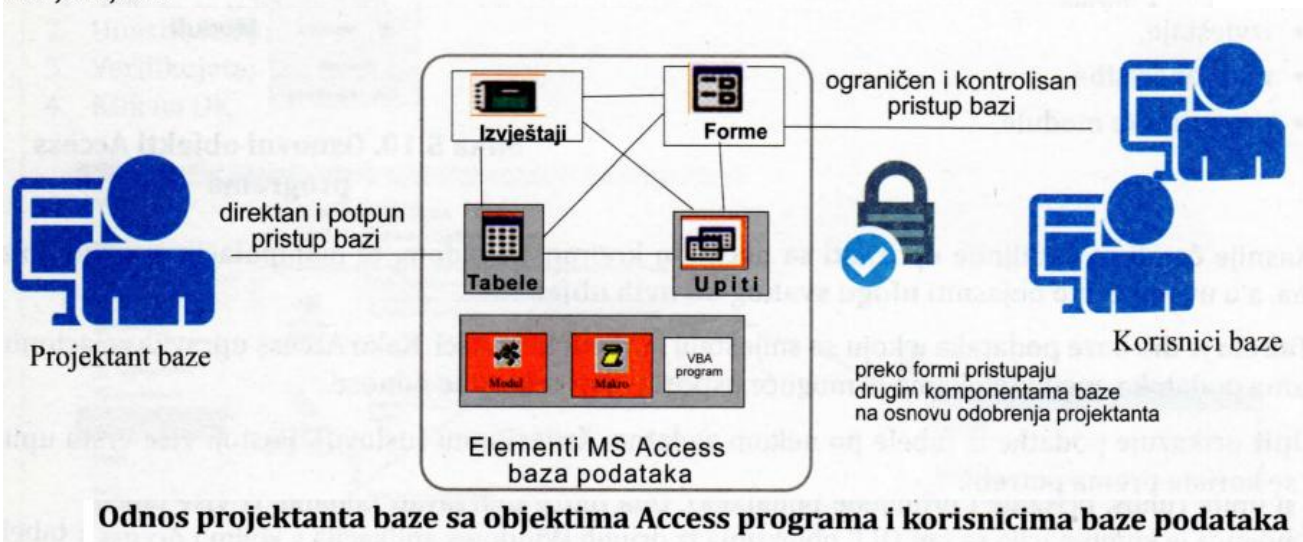 Izvještaji
Forme
Tabele
Upiti
Modul
Makro
VBA
program
Elementi MS Access
baza podataka
direktan i potpun
pristup bazi
Projektant baze
ograničen i kontrolisan
pristup bazi
Korisnici baze
preko formi pristupaju
drugim komponentama baze
na osnovu odobrenja projektanta
Odnos projektanta baze sa objektima Access programa i korisnicima baze podataka